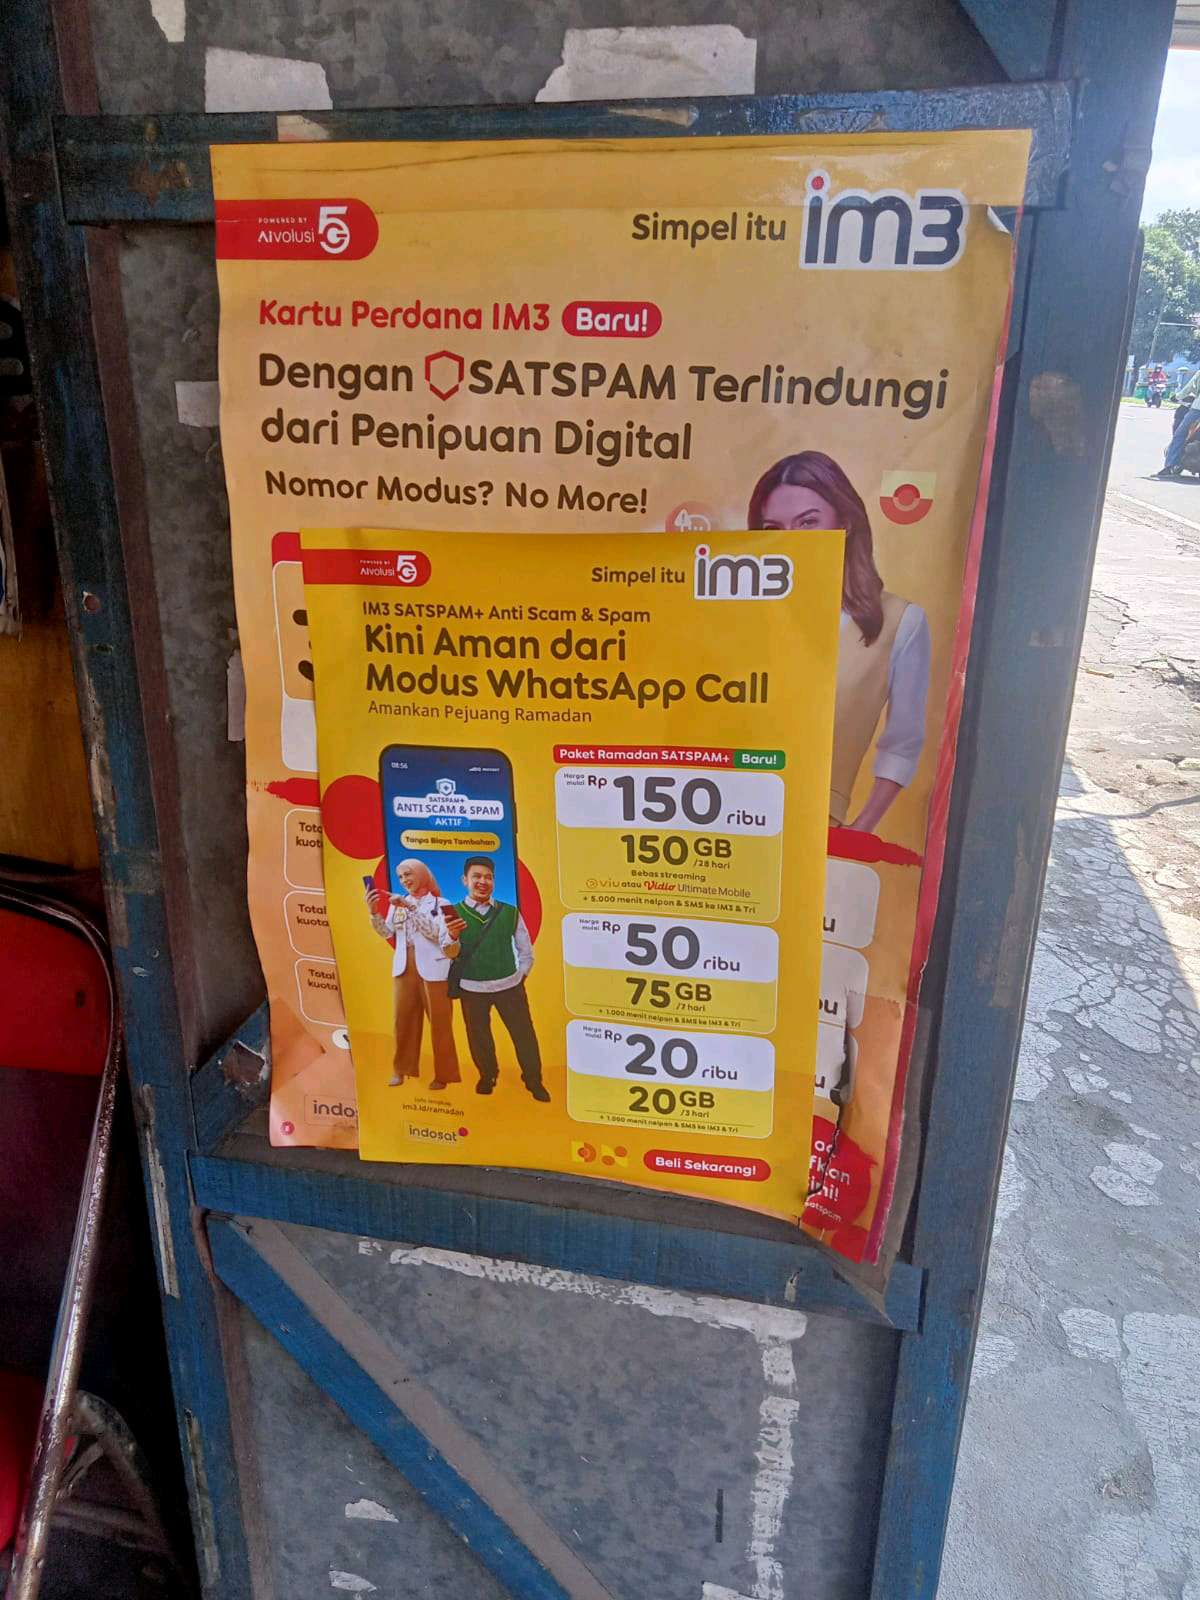 POWERED BY
AIvolusi 5G
Simpel itu im3
Kartu Perdana IM3 Baru!
Dengan SATSPAM Terlindungi
dari Penipuan Digital
Nomor Modus? No More!
POWERED BY
AIvolusi 5G
Simpel itu im3
IM3 SATSPAM+ Anti Scam & Spam
Kini Aman dari
Modus WhatsApp Call
Amankan Pejuang Ramadan
08:56
SATSPAM+
ANTI SCAM & SPAM
AKTIF
Tanpa Biaya Tambahan
Paket Ramadan SATSPAM+ Baru!
Harga mulai Rp 150 ribu
150 GB /28 hari
Bebas streaming
viu atau Vidio Ultimate Mobile
+ 5.000 menit nelpon & SMS ke IM3 & Tri
Harga mulai Rp 50 ribu
75 GB /7 hari
+ 1.000 menit nelpon & SMS ke IM3 & Tri
Harga mulai Rp 20 ribu
20 GB /3 hari
+ 1.000 menit nelpon & SMS ke IM3 & Tri
im3.id/ramadan
indosat
Beli Sekarang!
Total
kuota
Total
kuota
indo